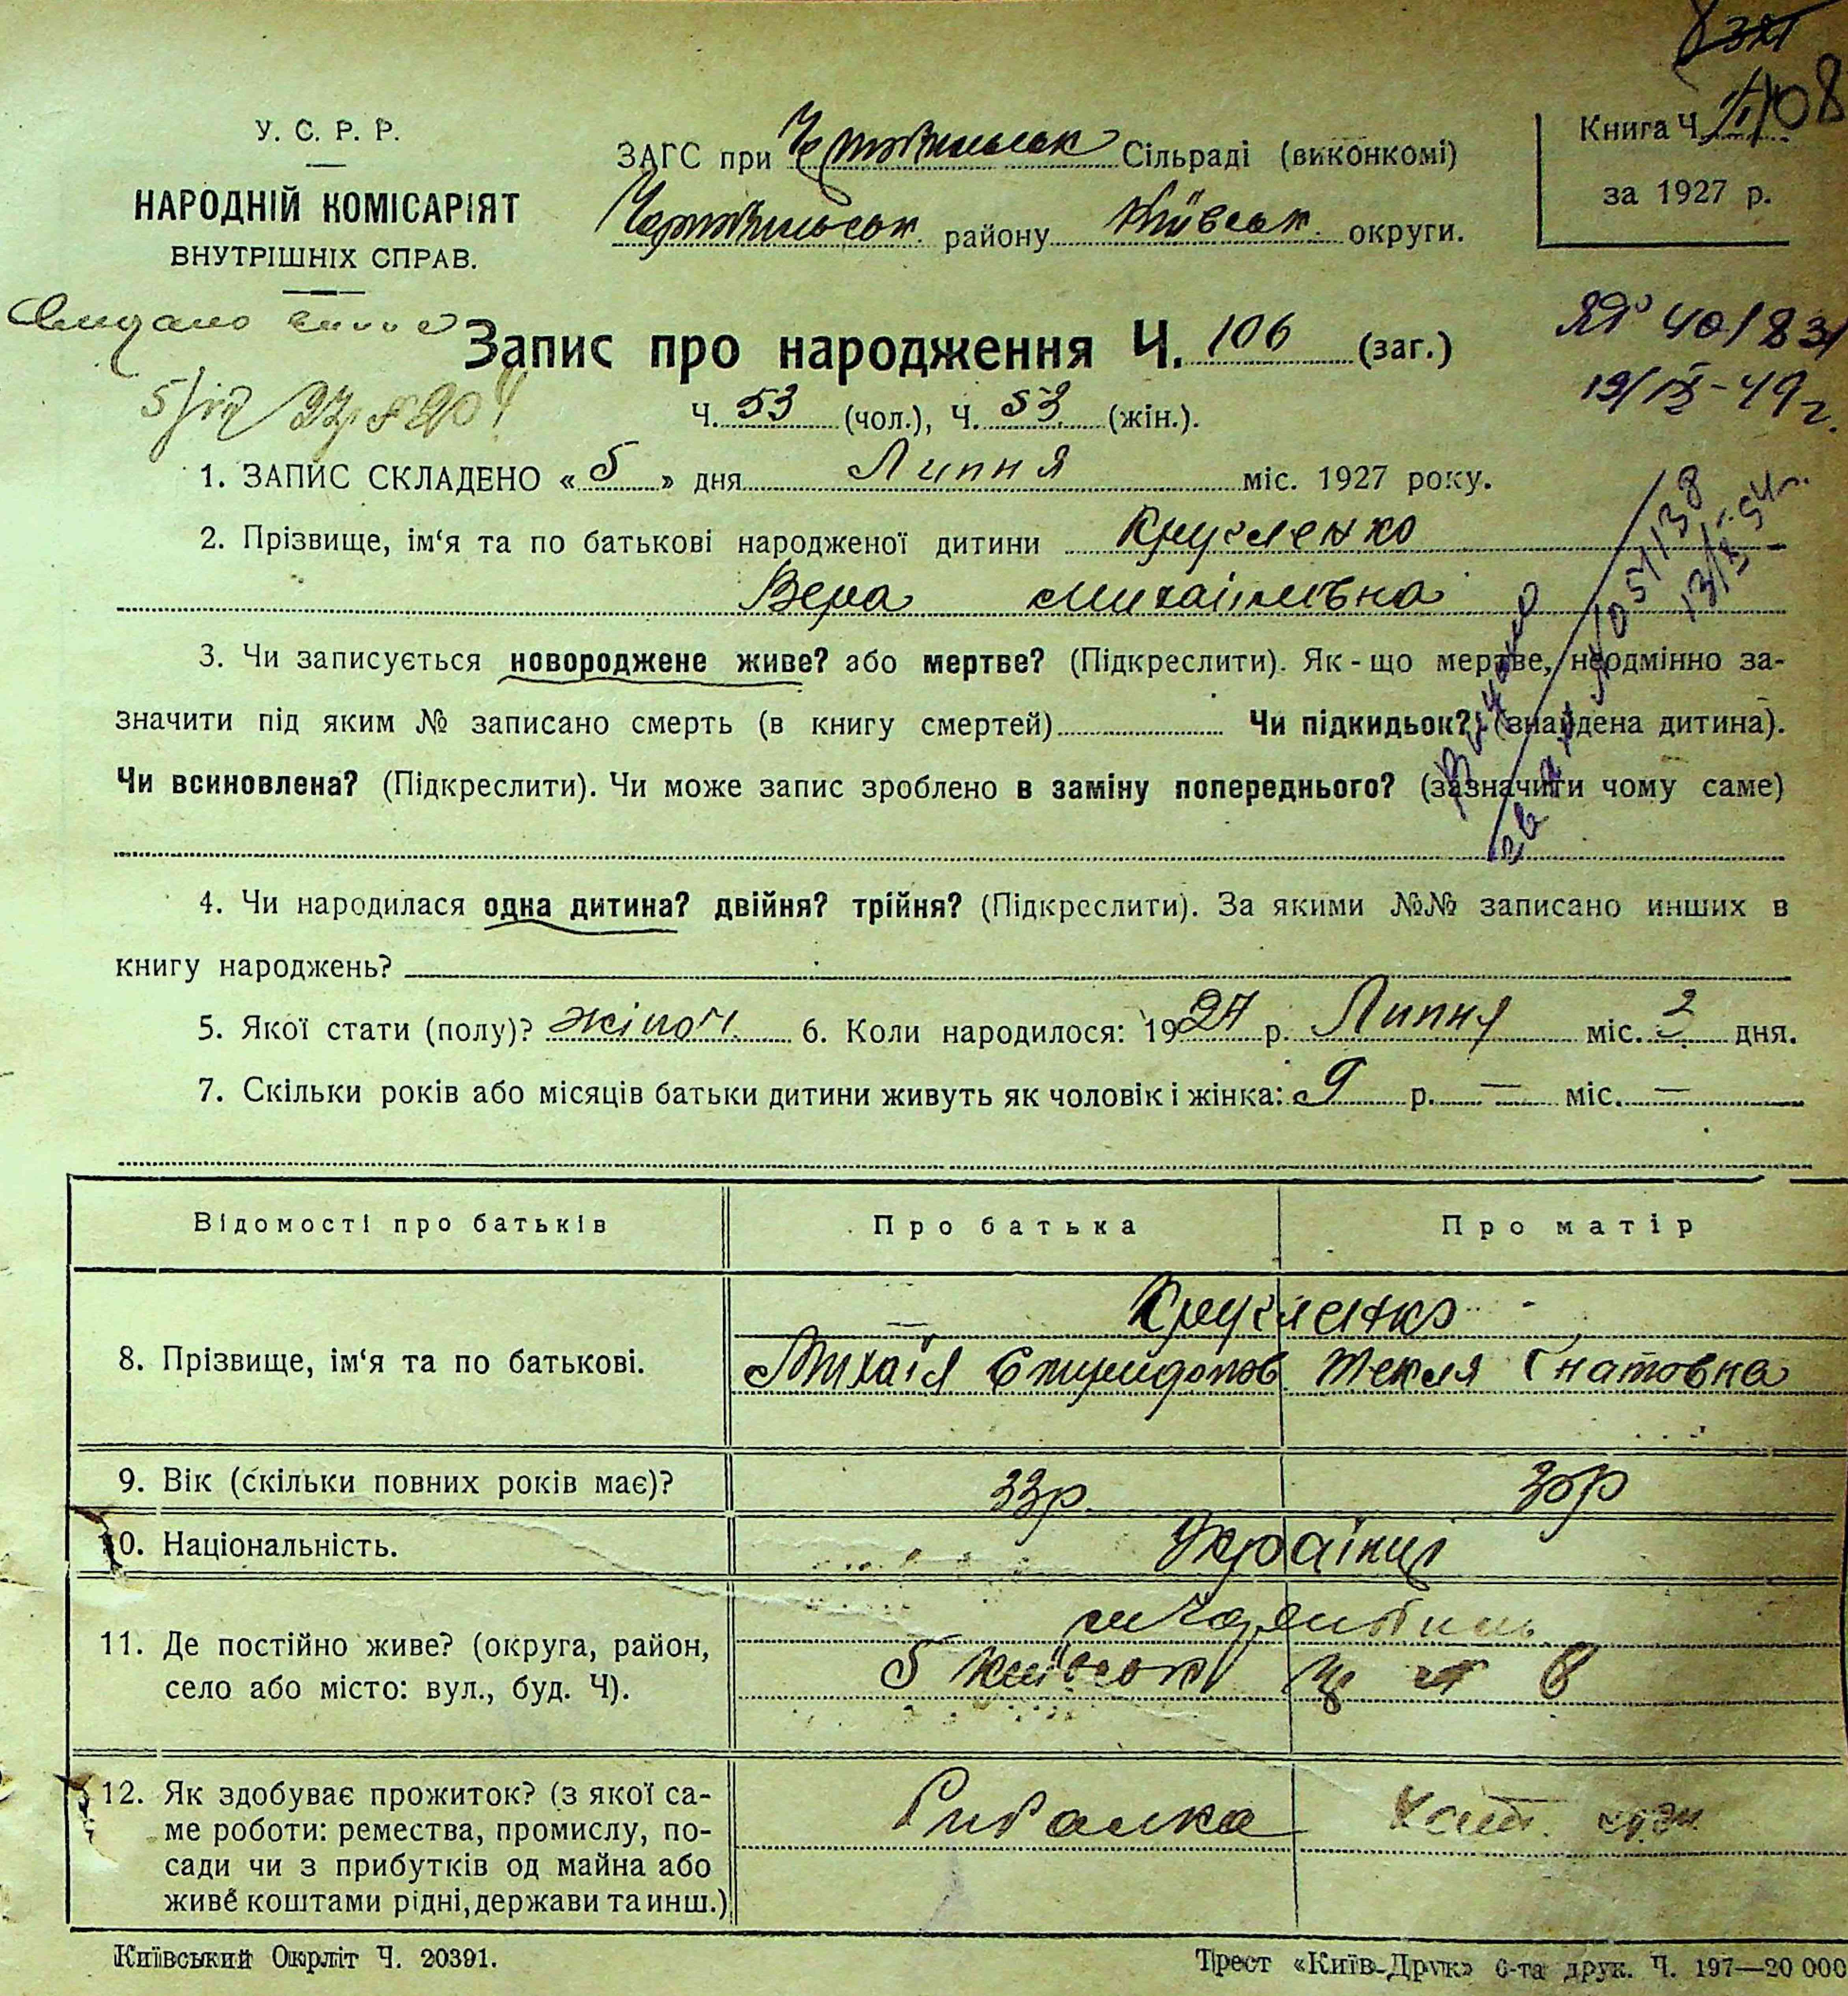 У. С. Р. Р.
НАРОДНІЙ КОМІСАРІЯТ
ВНУТРІШНІХ СПРАВ.
ЗАГС при Сільраді (виконкомі)
району Київськ. округи.
Книга Ч.
за 1927 р.
Видано
Запис про народження Ч. 106 (заг.)
Ч. 53 (чол.), Ч. 53 (жін.).
19/IX-49 г.
1. ЗАПИС СКЛАДЕНО « 5 » дня Липня міс. 1927 року.
2. Прізвище, ім‘я та по батькові народженої дитини Кругленко
Вера Михаілівна
3. Чи записується новороджене живе? або мертве? (Підкреслити). Як-що мертве, неодмінно за-
значити під яким № записано смерть (в книгу смертей) Чи підкидьок? (знайдена дитина).
Чи всиновлена? (Підкреслити). Чи може запис зроблено в заміну попереднього? (зазначити чому саме)
4. Чи народилася одна дитина? двійня? трійня? (Підкреслити). За якими №№ записано инших в
книгу народжень?
5. Якої стати (полу)? жіноч. 6. Коли народилося: 1927 р. Липня міс. 3 дня.
7. Скільки років або місяців батьки дитини живуть як чоловік і жінка: 9 р. — міс. —
Відомості про батьків Про батька Про матір
8. Прізвище, ім‘я та по батькові.
Кругленко
Михаіл Спиридонов Текля Гнатовна
9. Вік (скільки повних років має)? 33р. 30р
10. Національність. Українці
11. Де постійно живе? (округа, район,
село або місто: вул., буд. Ч).
12. Як здобуває прожиток? (з якої са-
ме роботи: ремества, промислу, по-
сади чи з прибутків од майна або
живе коштами рідні, держави та инш.)
Рибалка
Київський Окрліт Ч. 20391.
Трест «Київ-Друк» 6-та друк. Ч. 197—20 000